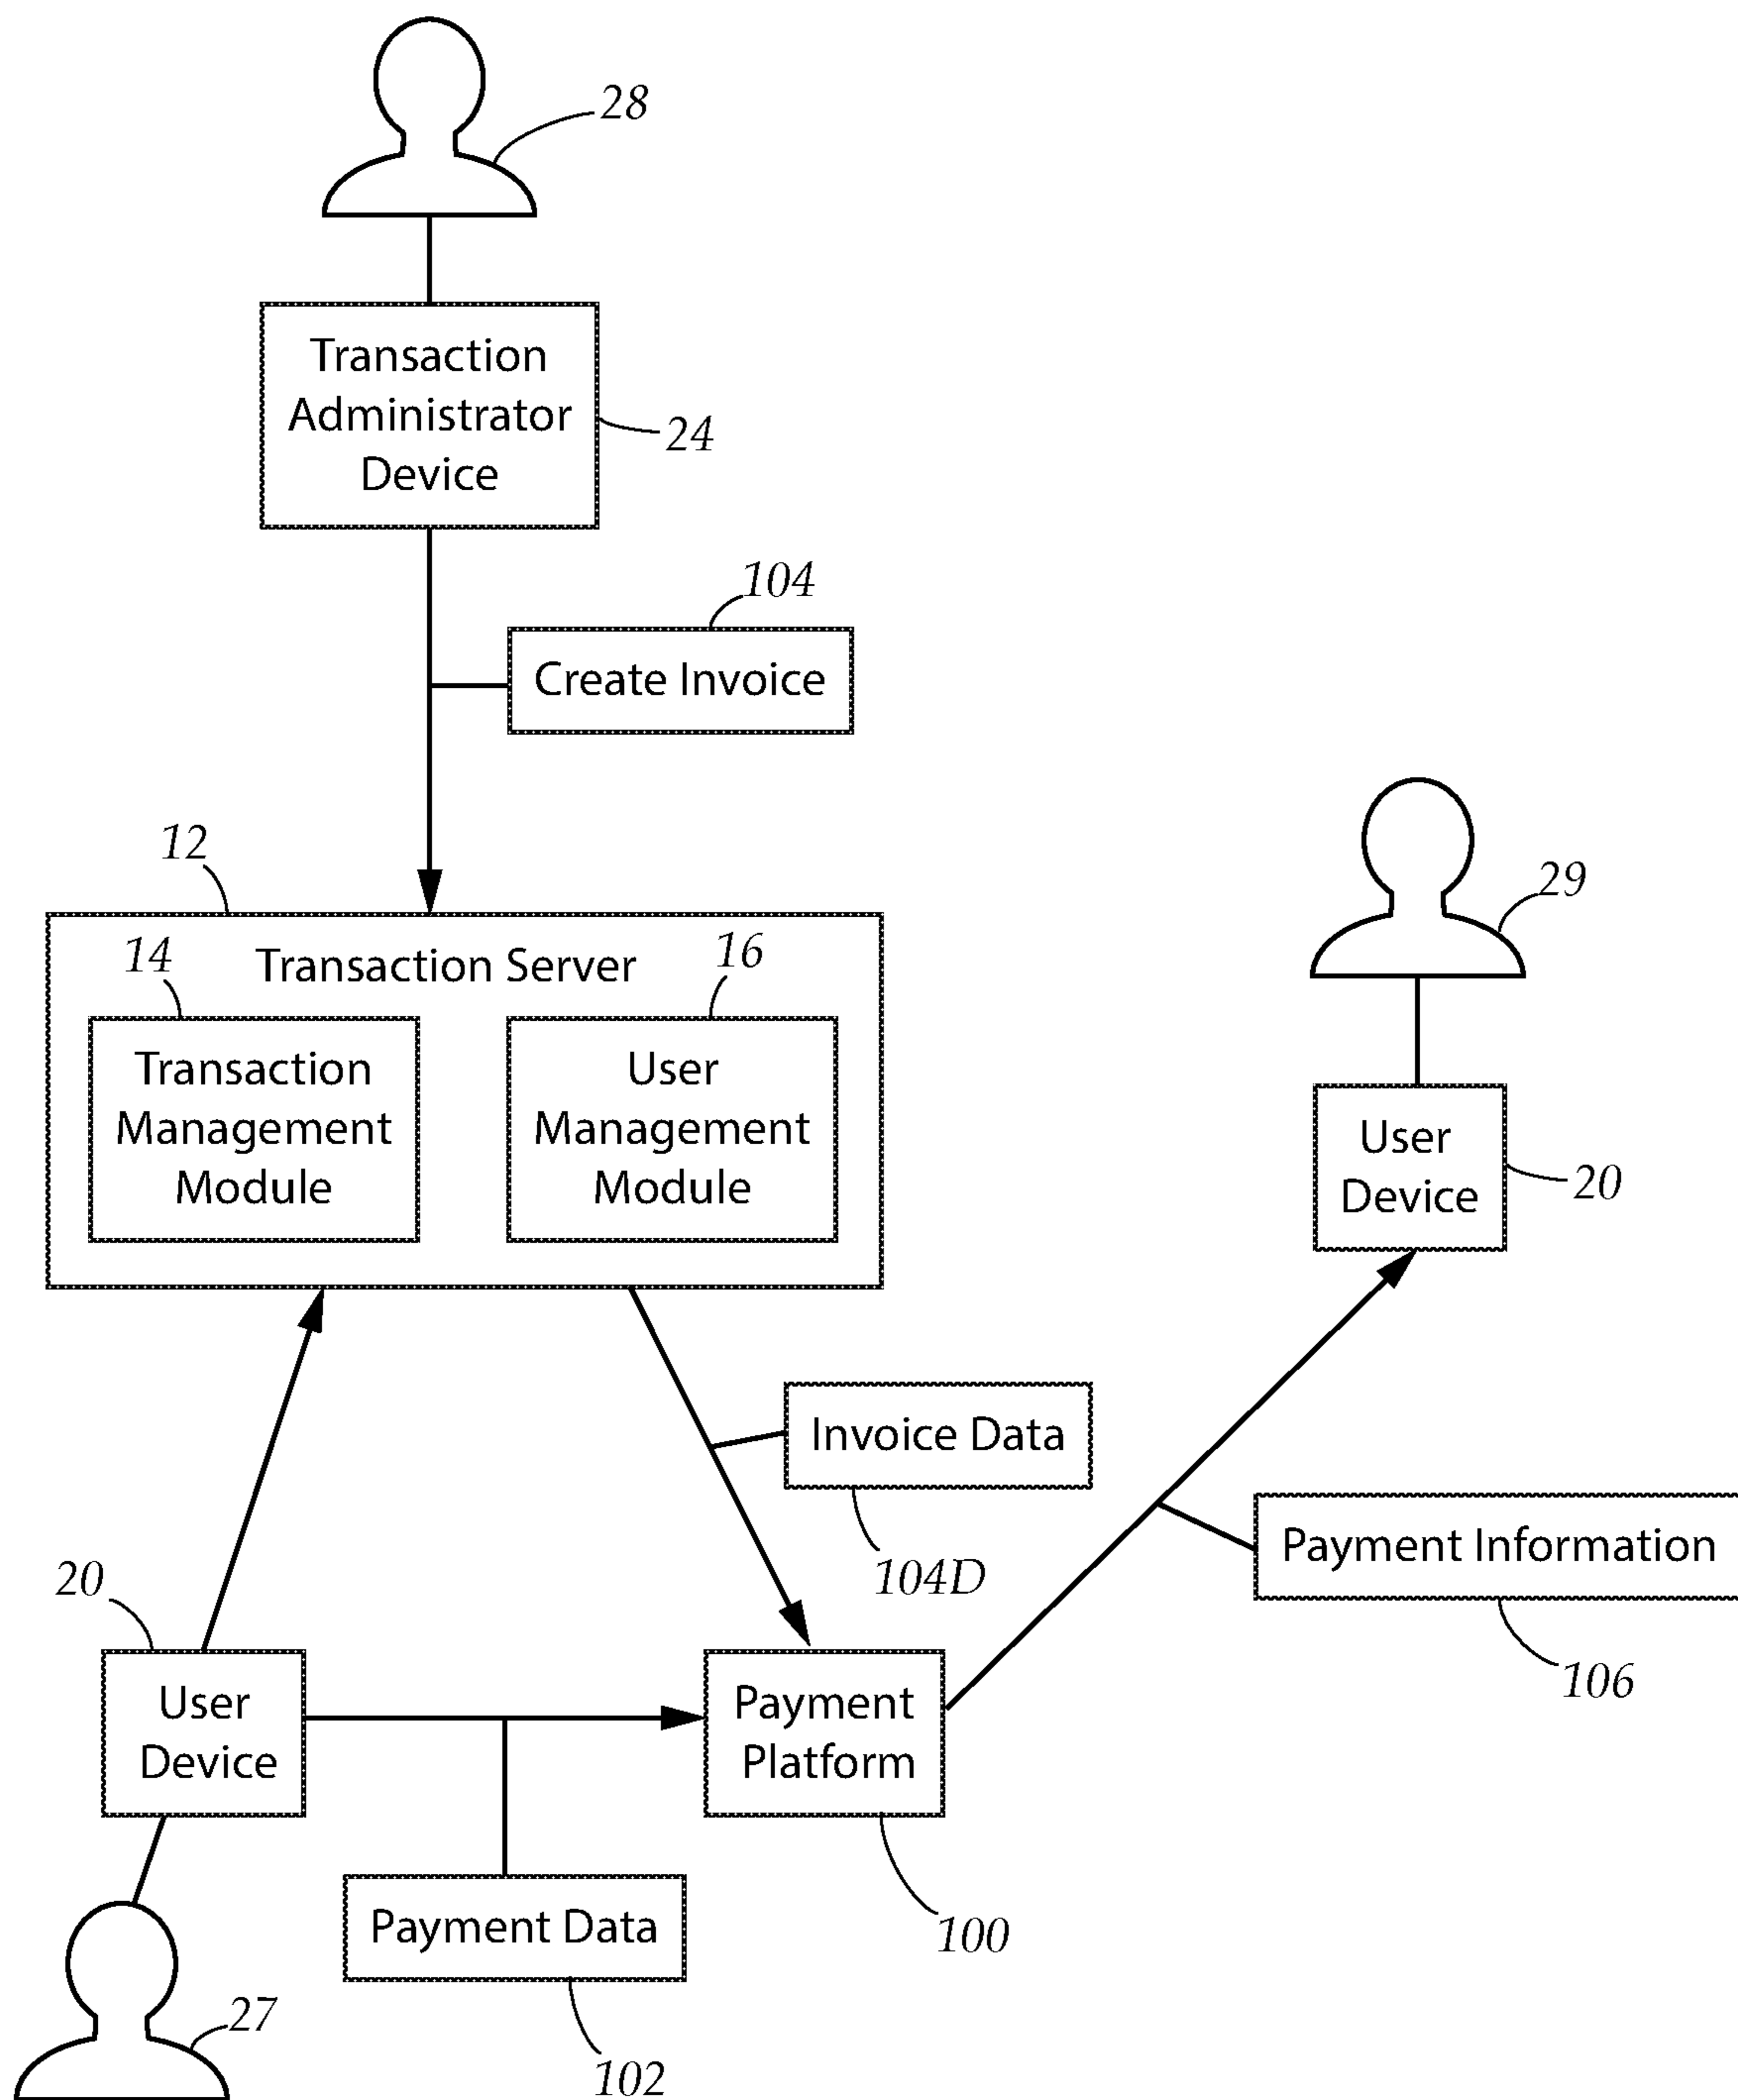 28
Transaction
Administrator
Device
24
104
Create Invoice
12
14
Transaction Server
16
Transaction
Management
Module
User
Management
Module
29
User
Device
20
Invoice Data
104D
Payment Information
106
20
User
Device
Payment
Platform
100
Payment Data
102
27